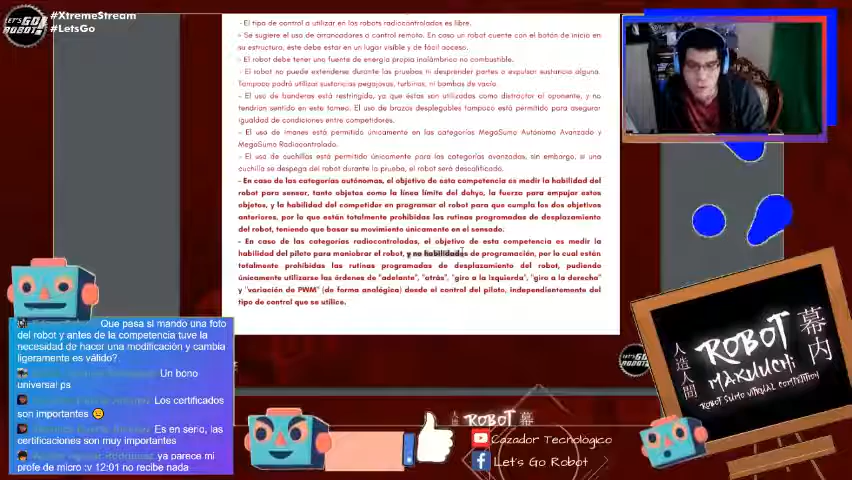 #XtremeStream
#LetsGo
LET'S GO!
ROBOT
- El tipo de control a utilizar en los robots radiocontrolados es libre.
- Se sugiere el uso de arrancadores a control remoto. En caso un robot cuente con el botón de inicio en
su estructura, éste debe estar en un lugar visible y de fácil acceso.
- El robot debe tener una fuente de energía propia inalámbrica no combustible.
- El robot no puede extenderse durante las pruebas ni desprender partes o expulsar sustancia alguna.
Tampoco podrá utilizar sustancias pegajosas, turbinas, ni bombas de vacío.
- El uso de banderas está restringido, ya que éstas son utilizadas como distractor al oponente, y no
tendrían sentido en este torneo. El uso de brazos desplegables tampoco está permitido para asegurar
igualdad de condiciones entre competidores.
- El uso de imanes está permitido únicamente en las categorías MegaSumo Autónomo Avanzado y
MegaSumo Radiocontrolado.
- El uso de cuchillas está permitido únicamente para las categorías avanzadas, sin embargo, si una
cuchilla se despega del robot durante la prueba, el robot será descalificado.
- En caso de las categorías autónomas, el objetivo de esta competencia es medir la habilidad del
robot para sensar, tanto objetos como la línea límite del dohyo, la fuerza para empujar estos
objetos, y la habilidad del competidor en programar al robot para que cumpla los dos objetivos
anteriores, por lo que están totalmente prohibidas las rutinas programadas de desplazamiento
del robot, teniendo que basar su movimiento únicamente en el sensado.
- En caso de las categorías radiocontroladas, el objetivo de esta competencia es medir la
habilidad del piloto para maniobrar el robot, y no habilidades de programación, por lo cual están
totalmente prohibidas las rutinas programadas de desplazamiento del robot, pudiendo
únicamente utilizarse las órdenes de "adelante", "atrás", "giro a la izquierda", "giro a la derecha"
y "variación de PWM" (de forma analógica) desde el control del piloto, independientemente del
tipo de control que se utilice.
Que pasa si mando una foto
del robot y antes de la competencia tuve la
necesidad de hacer una modificación y cambia
ligeramente es válido?
Un bono
universal ps
Los certificados
son importantes
Es en serio, las
certificaciones son muy importantes
ya parece mi
profe de micro :v 12:01 no recibe nada
人造 ROBOT 幕
Cazador Tecnológico
Let's Go Robot
人造人間
ROBOT
MAKUUCHI
幕内
ROBOT SUMO VIRTUAL COMPETITION